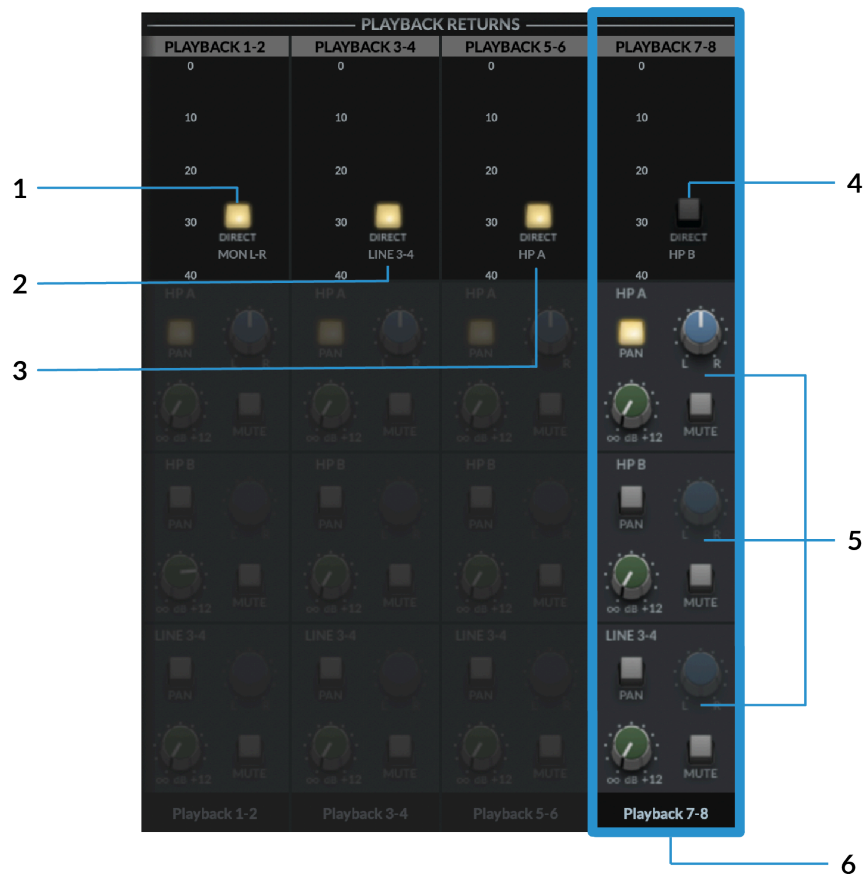 PLAYBACK RETURNS
PLAYBACK 1-2 PLAYBACK 3-4 PLAYBACK 5-6 PLAYBACK 7-8
0 0 0 0
10 10 10 10
20 20 20 20
1 4
30 30 30 30
DIRECT DIRECT DIRECT DIRECT
MON L-R LINE 3-4 HP A HP B
40 40 40 40
2
HP A HP A HP A HP A
PAN PAN PAN PAN
L R L R L R L R
3
∞ dB +12 MUTE ∞ dB +12 MUTE ∞ dB +12 MUTE ∞ dB +12 MUTE
HP B HP B HP B HP B
PAN PAN PAN PAN
L R
5
∞ dB +12 MUTE ∞ dB +12 MUTE ∞ dB +12 MUTE ∞ dB +12 MUTE
LINE 3-4 LINE 3-4 LINE 3-4 LINE 3-4
PAN PAN PAN PAN
L R
∞ dB +12 MUTE ∞ dB +12 MUTE ∞ dB +12 MUTE ∞ dB +12 MUTE
Playback 1-2 Playback 3-4 Playback 5-6 Playback 7-8
6